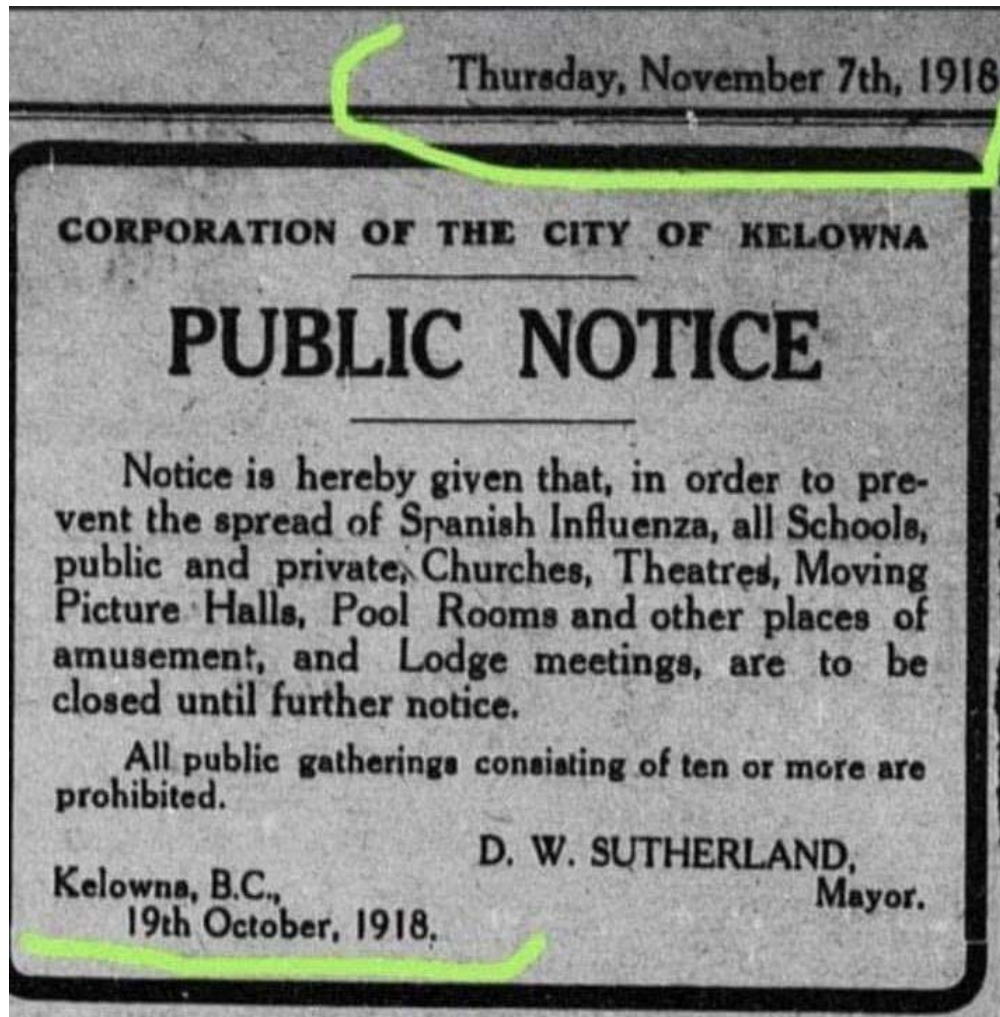 Thursday, November 7th, 1918
CORPORATION OF THE CITY OF KELOWNA
PUBLIC NOTICE
Notice is hereby given that, in order to pre-
vent the spread of Spanish Influenza, all Schools,
public and private, Churches, Theatres, Moving
Picture Halls, Pool Rooms and other places of
amusement, and Lodge meetings, are to be
closed until further notice.
All public gatherings consisting of ten or more are
prohibited.
D. W. SUTHERLAND,
Mayor.
Kelowna, B.C.,
19th October, 1918.